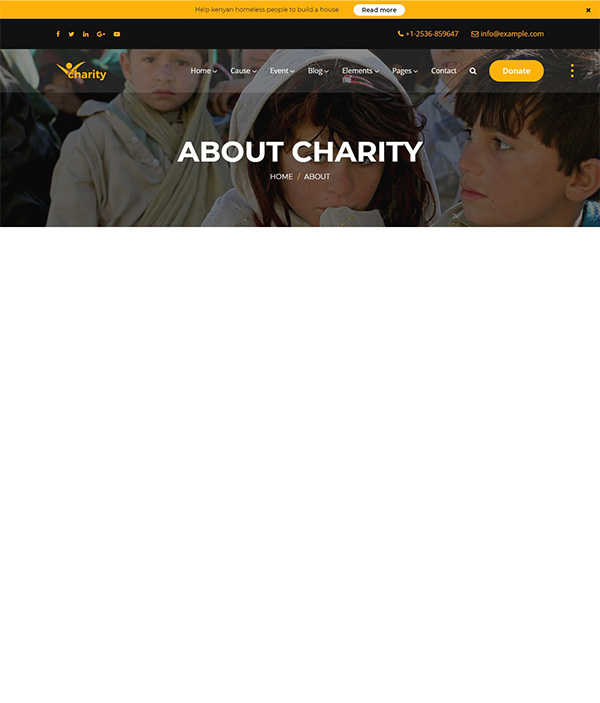 Help kenyan homeless people to build a house Read more
+1-2536-859647 info@example.com
charity Home Cause Event Blog Elements Pages Contact Donate
ABOUT CHARITY
HOME / ABOUT